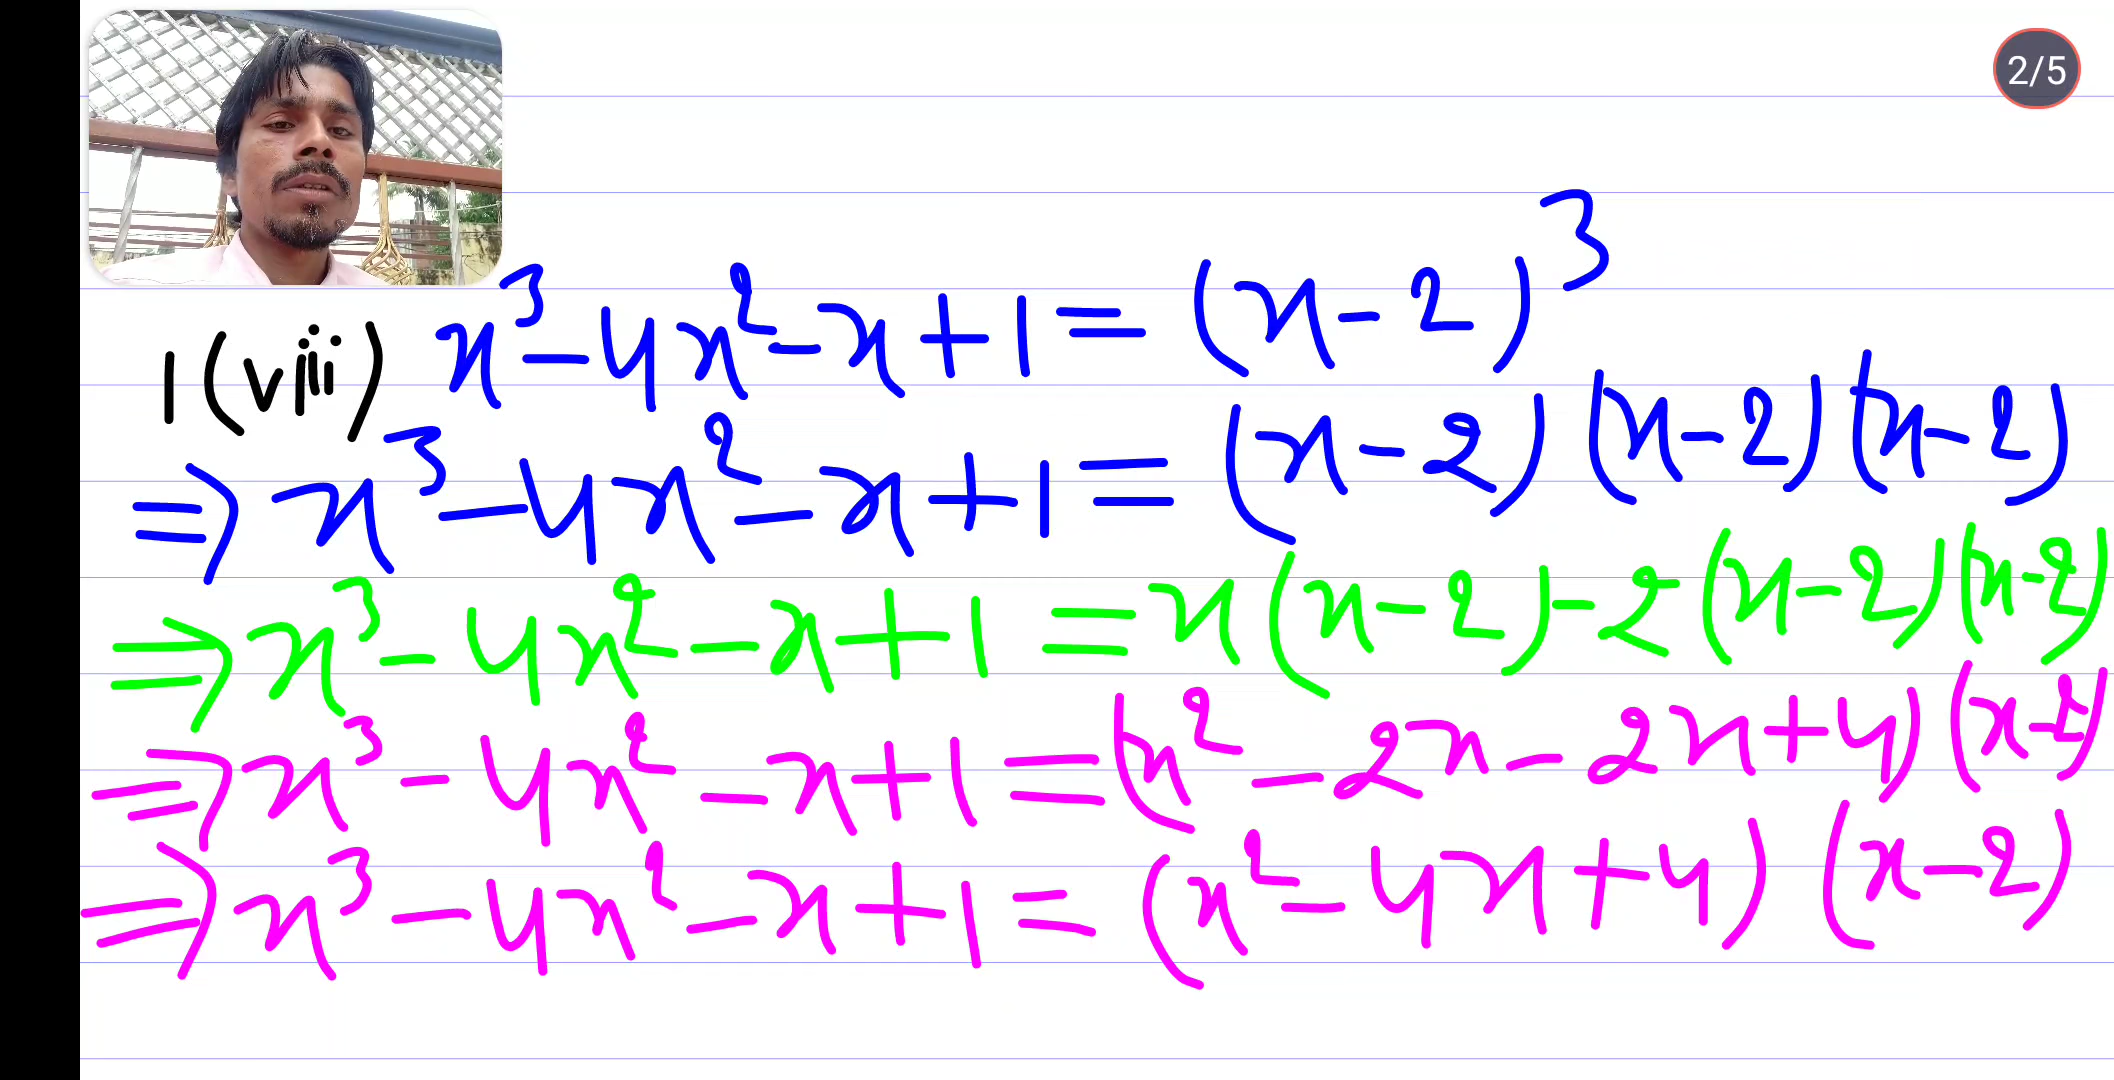 2/5
1(viii) x³-4x²-x+1=(x-2)³
⇒x³-4x²-x+1=(x-2)(x-2)(x-2)
⇒x³-4x²-x+1=x(x-2)-2(x-2)(x-2)
⇒x³-4x²-x+1=(x²-2x-2x+4)(x-2)
⇒x³-4x²-x+1=(x²-4x+4)(x-2)